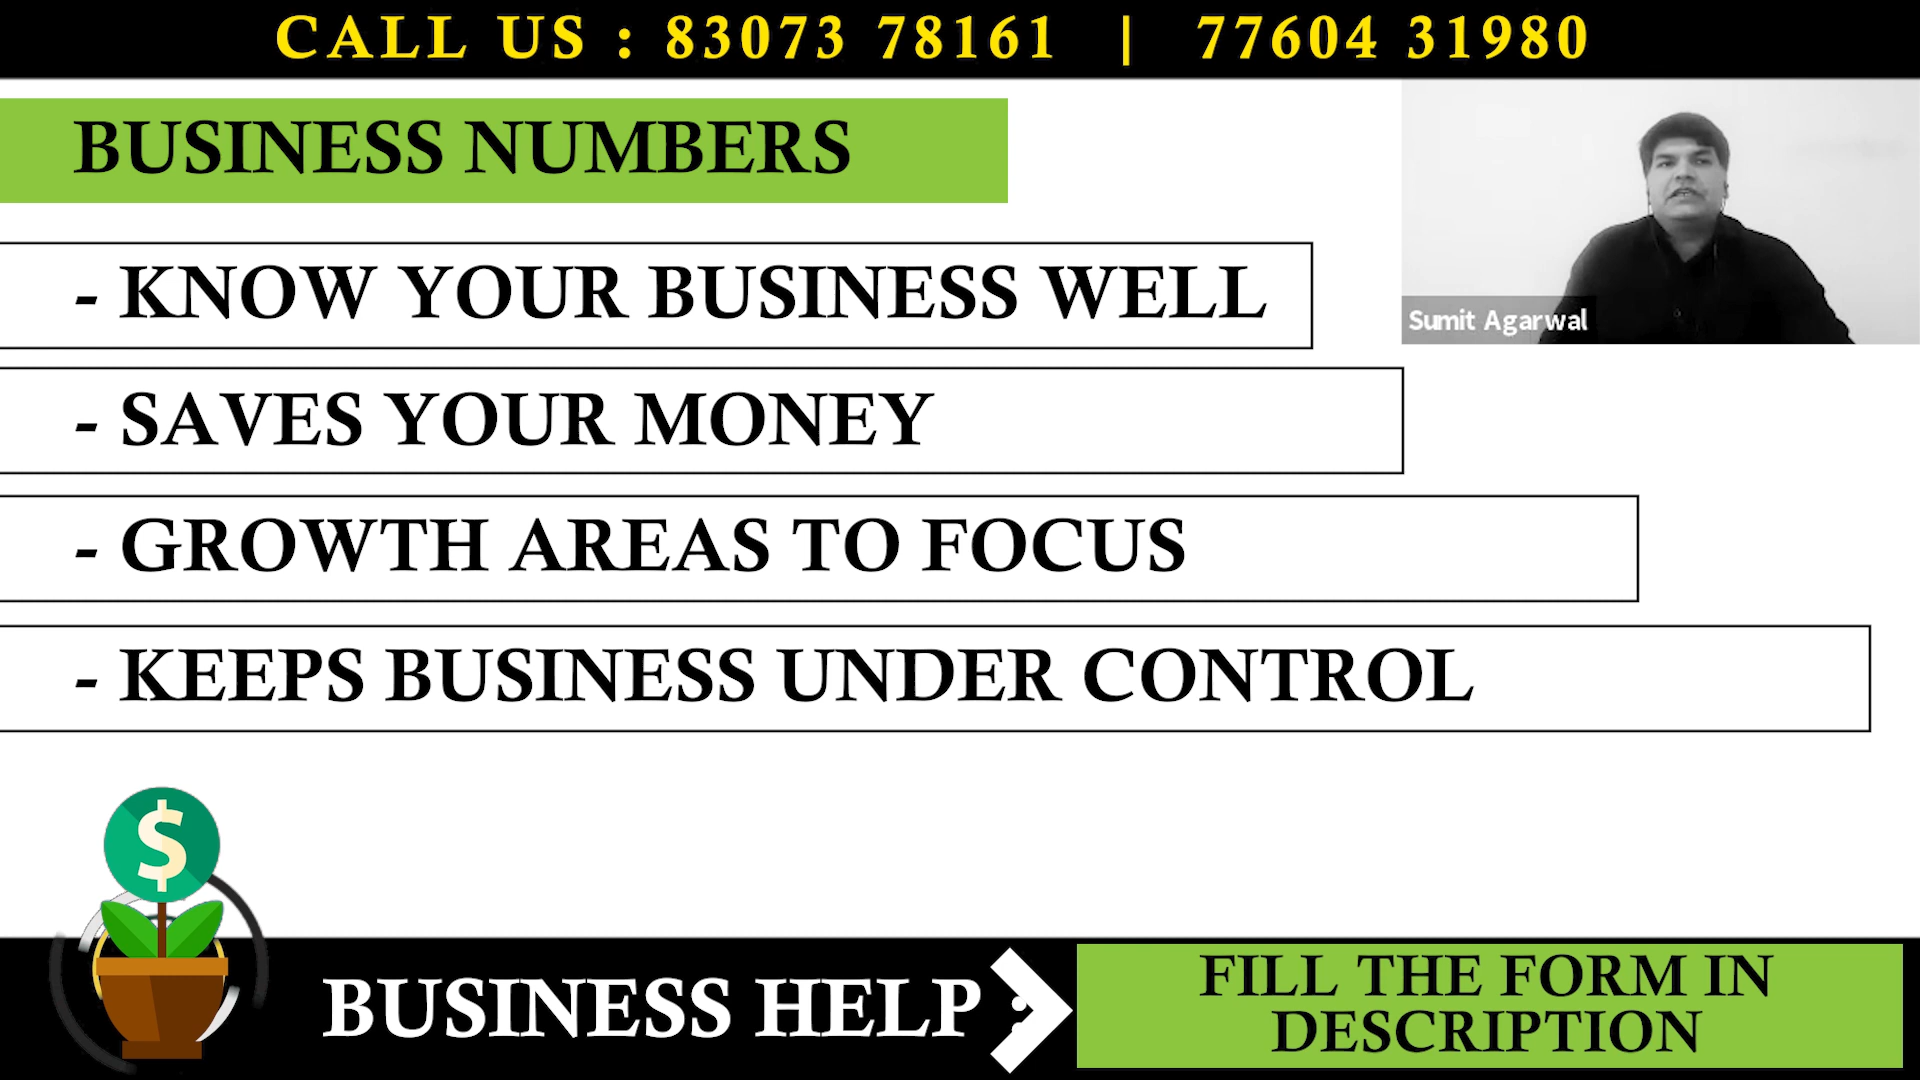 CALL US : 83073 78161 | 77604 31980
BUSINESS NUMBERS
- KNOW YOUR BUSINESS WELL
Sumit Agarwal
- SAVES YOUR MONEY
- GROWTH AREAS TO FOCUS
- KEEPS BUSINESS UNDER CONTROL
$
BUSINESS HELP
FILL THE FORM IN
DESCRIPTION